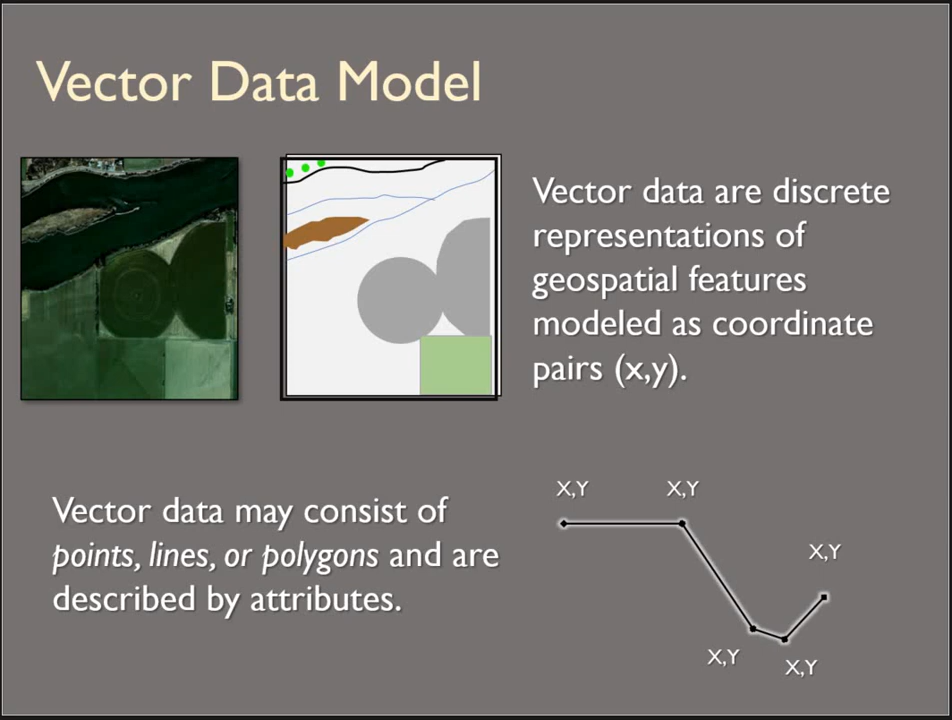 Vector Data Model
Vector data are discrete
representations of
geospatial features
modeled as coordinate
pairs (x,y).
Vector data may consist of
points, lines, or polygons and are
described by attributes.
X,Y
X,Y
X,Y
X,Y
X,Y